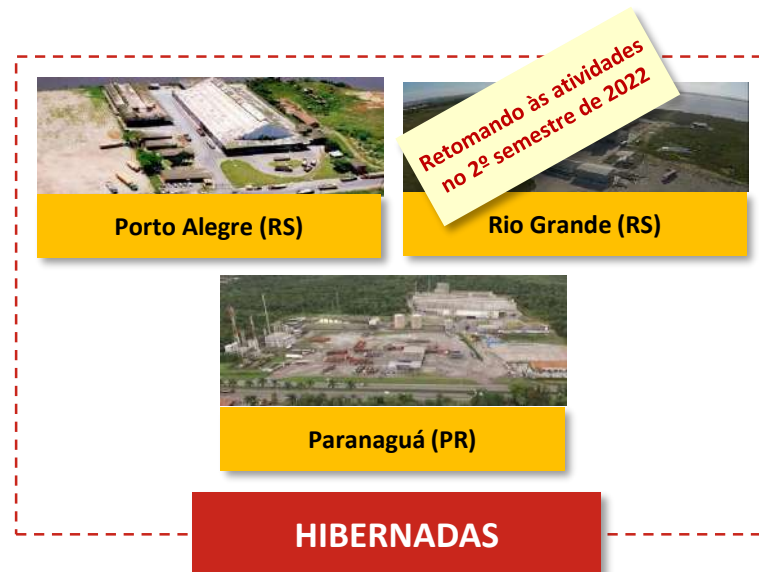 Retomando às atividades
no 2º semestre de 2022
Porto Alegre (RS)
Rio Grande (RS)
Paranaguá (PR)
HIBERNADAS